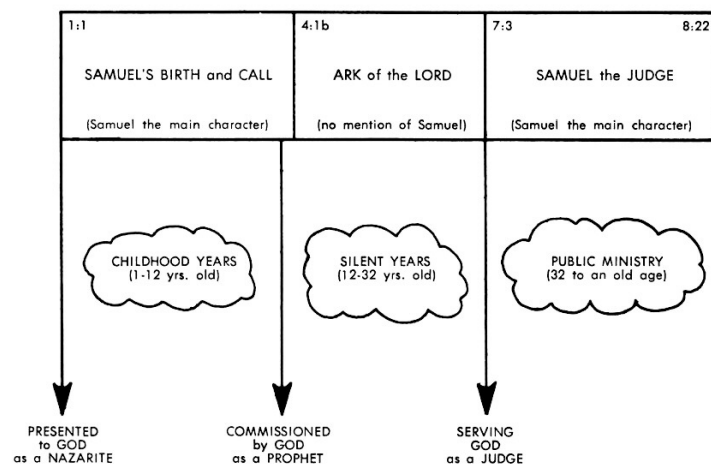 1:1
4:1b
7:3
8:22
SAMUEL'S BIRTH and CALL
ARK of the LORD
SAMUEL the JUDGE
(Samuel the main character)
(no mention of Samuel)
(Samuel the main character)
CHILDHOOD YEARS
(1-12 yrs. old)
SILENT YEARS
(12-32 yrs. old)
PUBLIC MINISTRY
(32 to an old age)
PRESENTED
to GOD
as a NAZARITE
COMMISSIONED
by GOD
as a PROPHET
SERVING
GOD
as a JUDGE